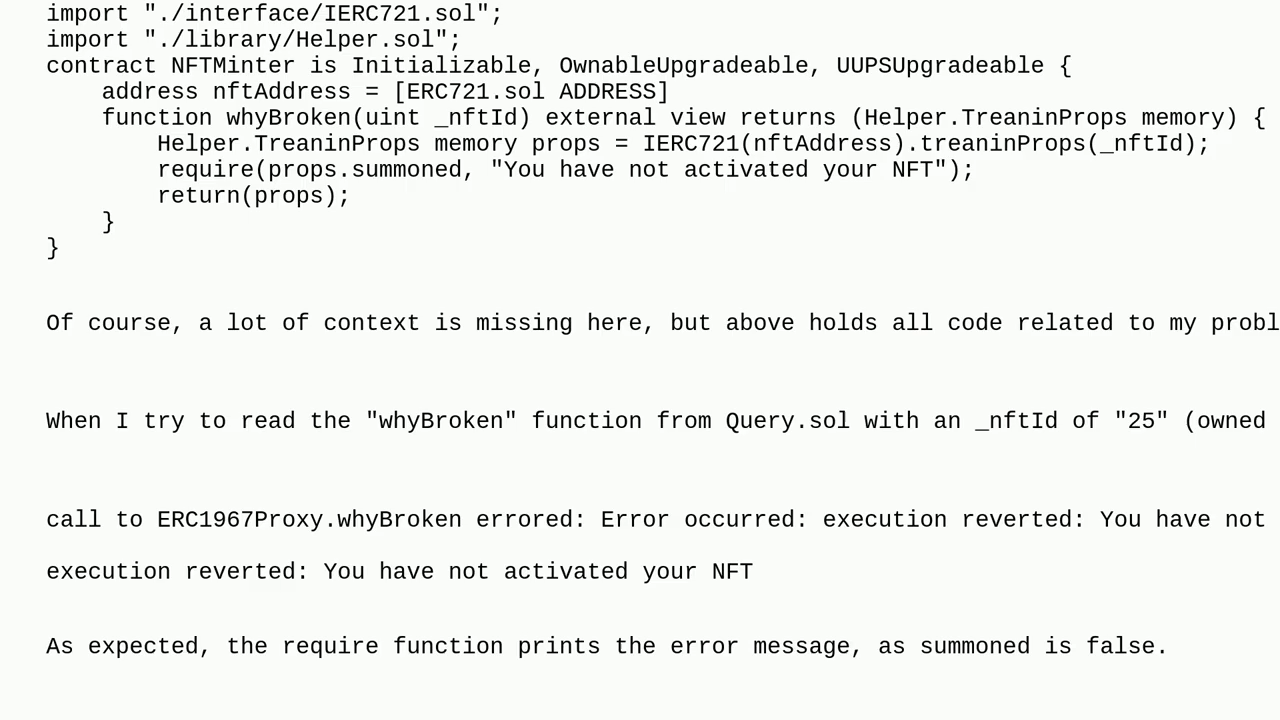 import "./interface/IERC721.sol";
import "./library/Helper.sol";
contract NFTMinter is Initializable, OwnableUpgradeable, UUPSUpgradeable {
    address nftAddress = [ERC721.sol ADDRESS]
    function whyBroken(uint _nftId) external view returns (Helper.TreaninProps memory) {
        Helper.TreaninProps memory props = IERC721(nftAddress).treaninProps(_nftId);
        require(props.summoned, "You have not activated your NFT");
        return(props);
    }
}
Of course, a lot of context is missing here, but above holds all code related to my probl
When I try to read the "whyBroken" function from Query.sol with an _nftId of "25" (owned
call to ERC1967Proxy.whyBroken errored: Error occurred: execution reverted: You have not
execution reverted: You have not activated your NFT
As expected, the require function prints the error message, as summoned is false.